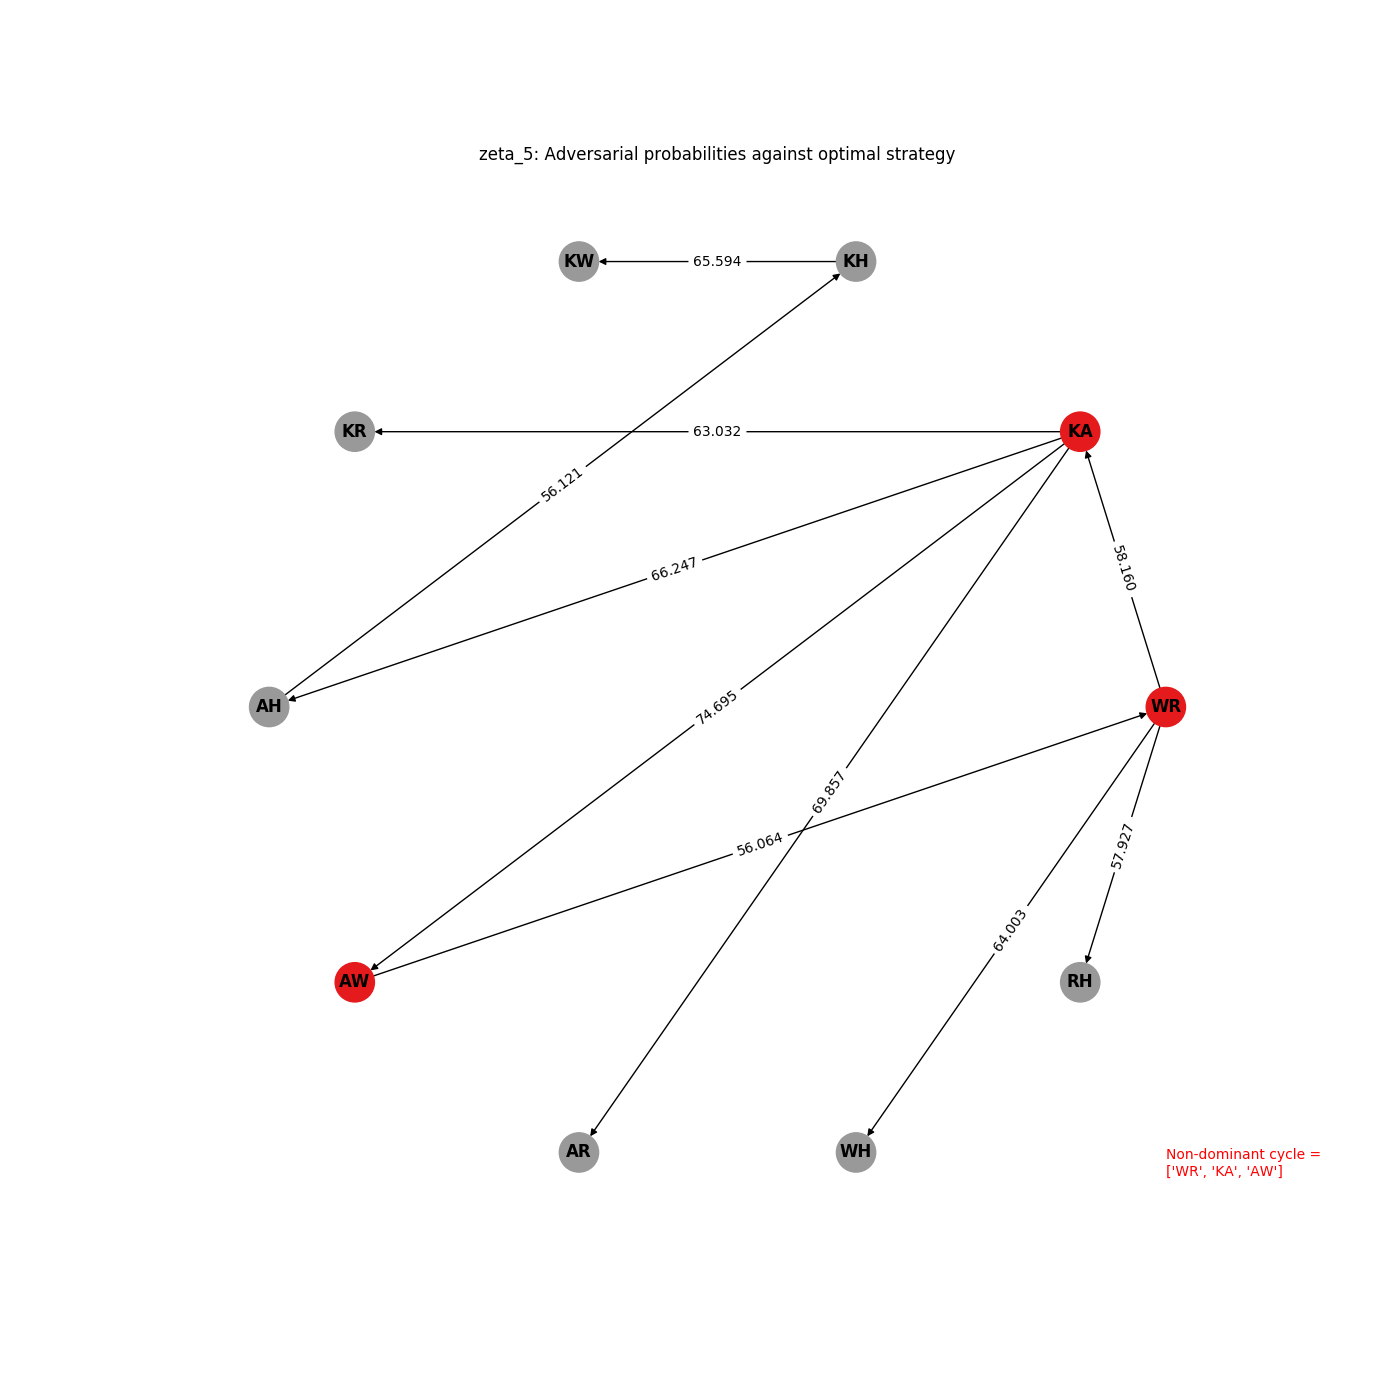 zeta_5: Adversarial probabilities against optimal strategy
KW
65.594
KH
KR
63.032
KA
56.121
66.247
58.160
AH
74.695
WR
69.857
56.064
57.927
64.003
AW
RH
AR
WH
Non-dominant cycle =
['WR', 'KA', 'AW']